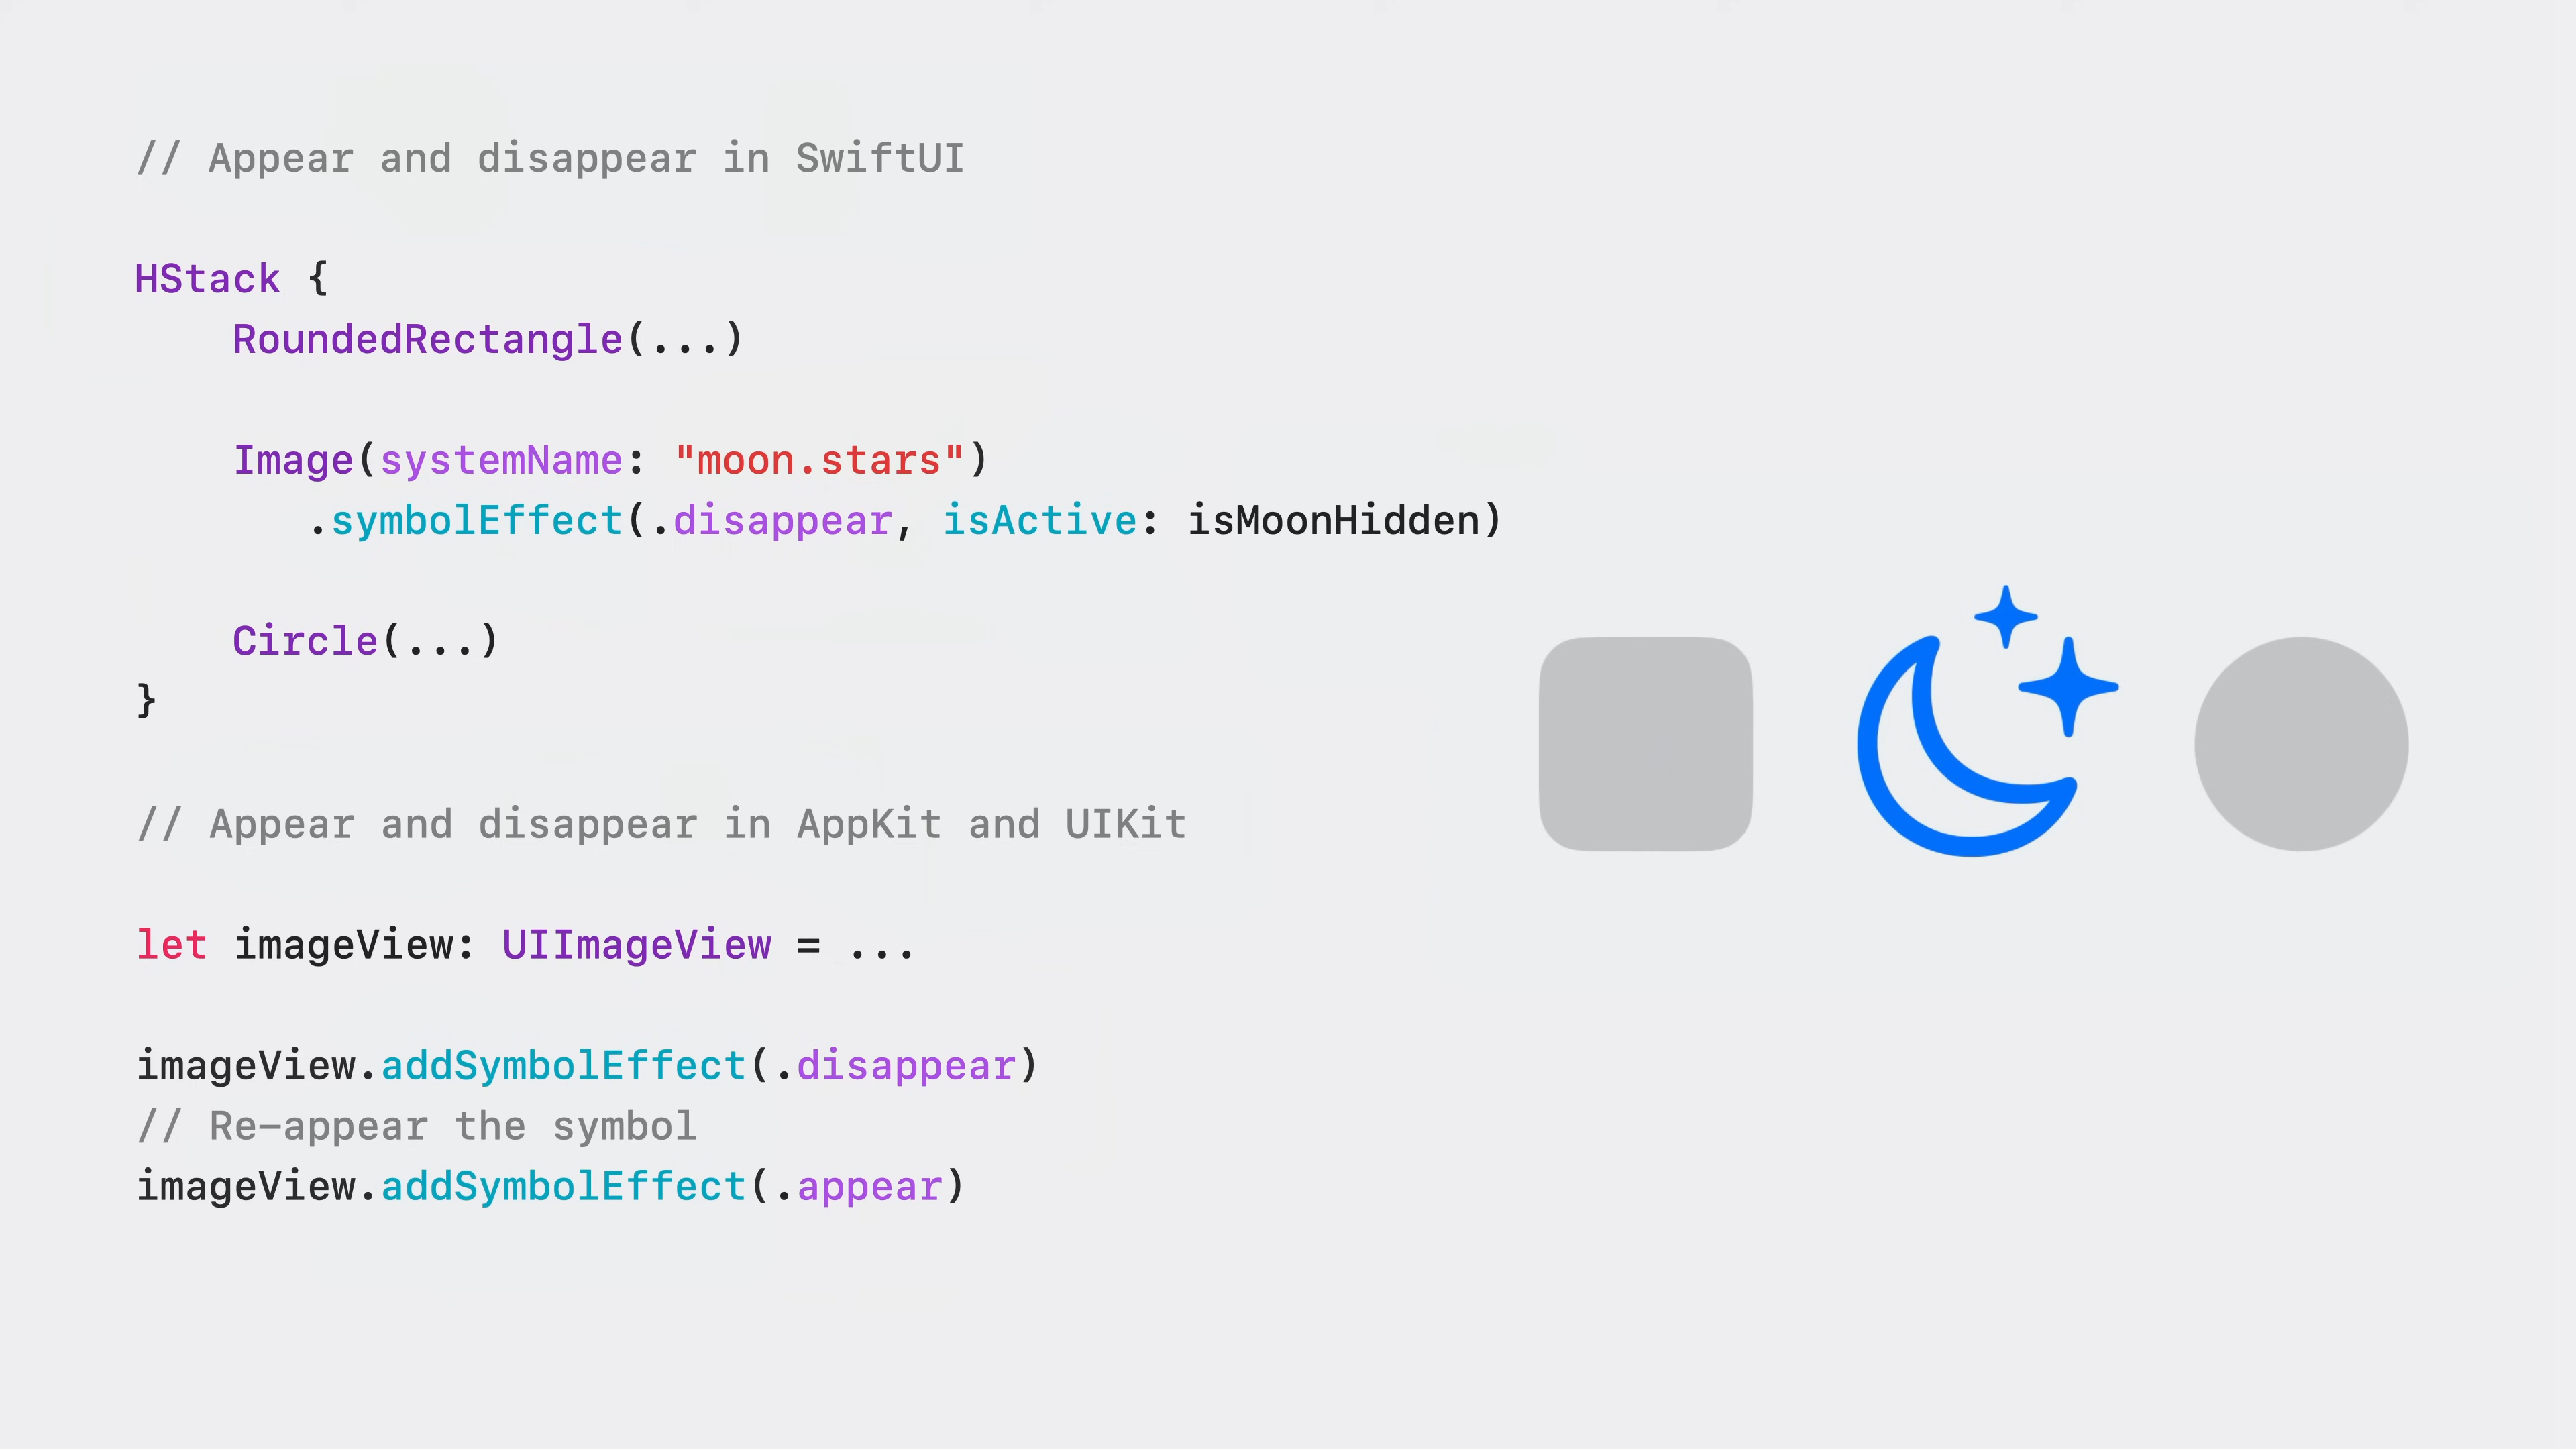 // Appear and disappear in SwiftUI
HStack {
    RoundedRectangle(...)
    Image(systemName: "moon.stars")
       .symbolEffect(.disappear, isActive: isMoonHidden)
    Circle(...)
}
// Appear and disappear in AppKit and UIKit
let imageView: UIImageView = ...
imageView.addSymbolEffect(.disappear)
// Re-appear the symbol
imageView.addSymbolEffect(.appear)